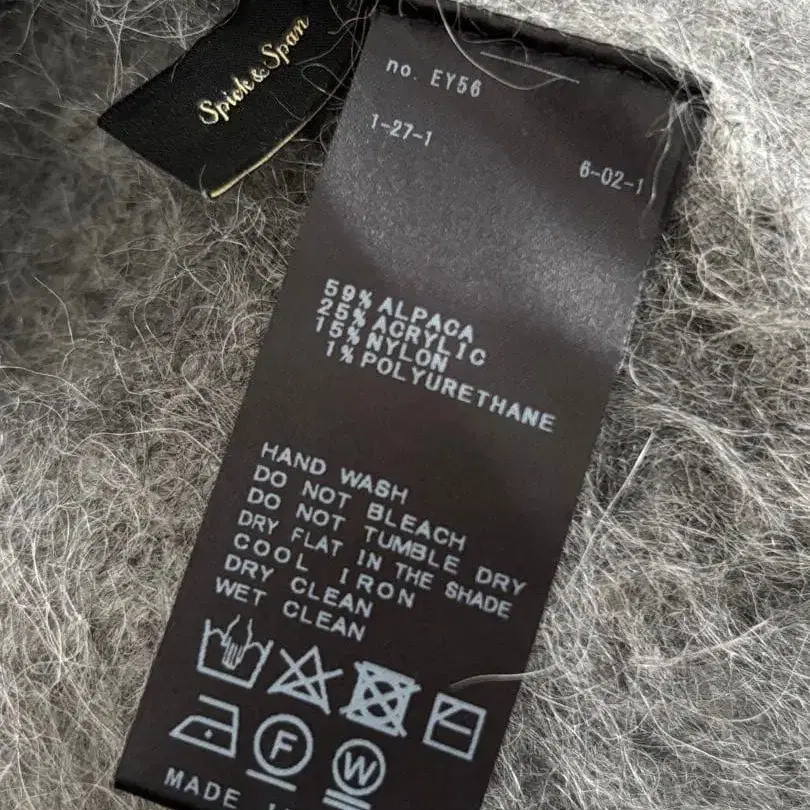 Spick & Span
no. EY56
1-27-1
6-02-1
59% ALPACA
25% ACRYLIC
15% NYLON
1% POLYURETHANE
HAND WASH
DO NOT BLEACH
DO NOT TUMBLE DRY
DRY FLAT IN THE SHADE
COOL IRON
DRY CLEAN
WET CLEAN
F
W
MADE